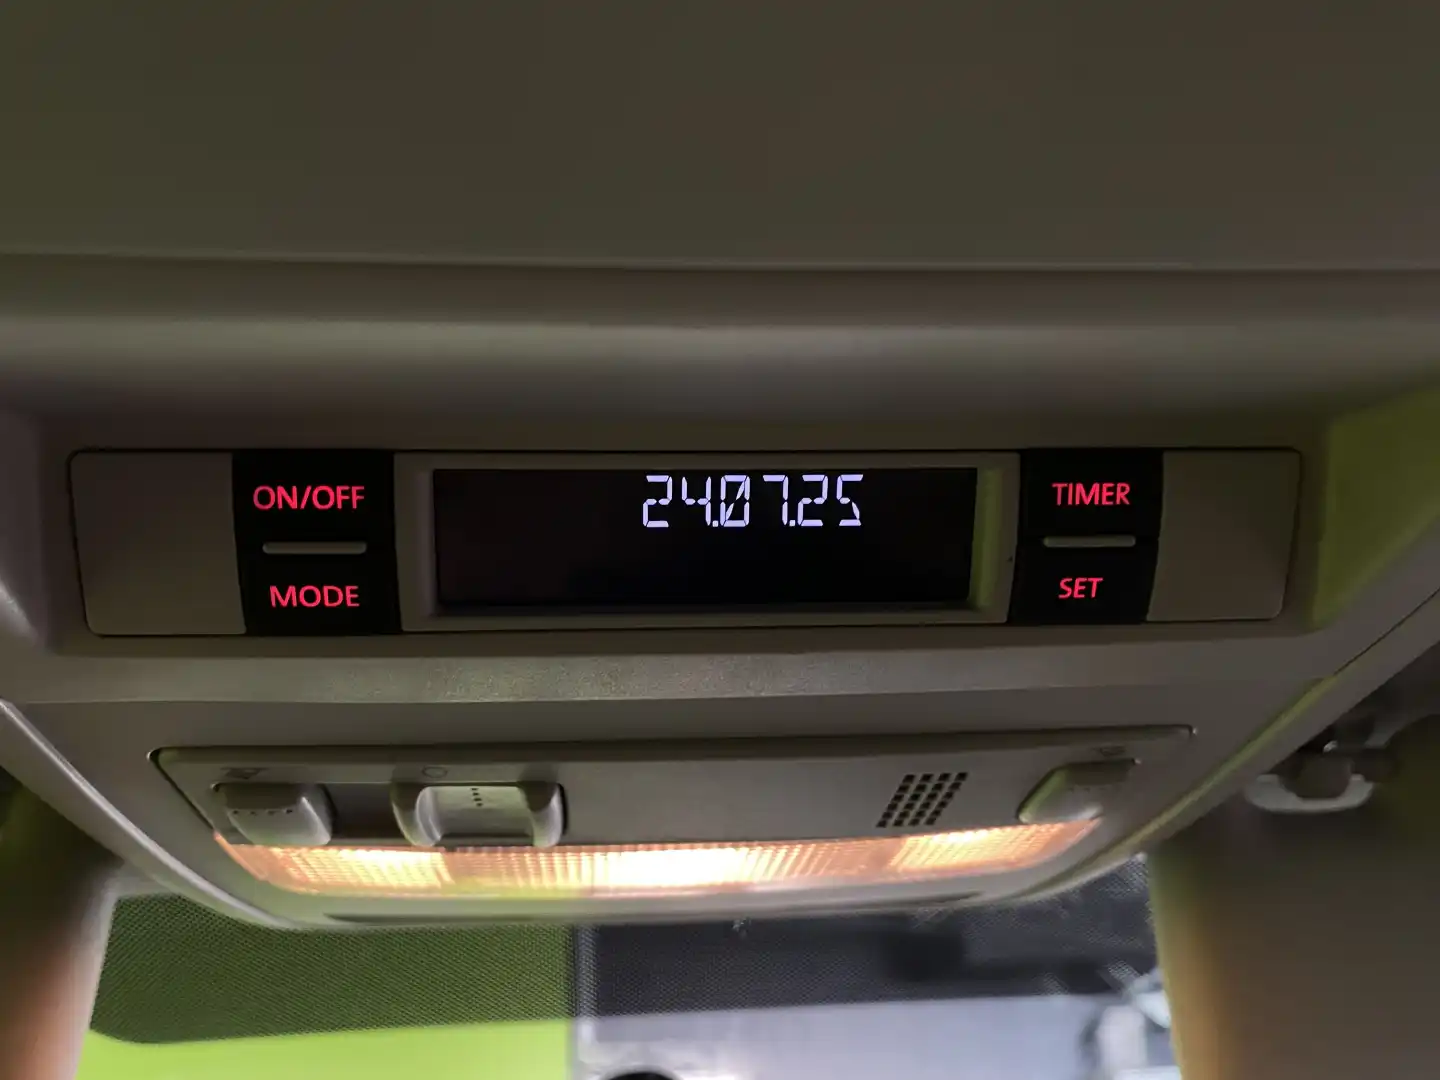 ON/OFF
MODE
24.07.25
TIMER
SET